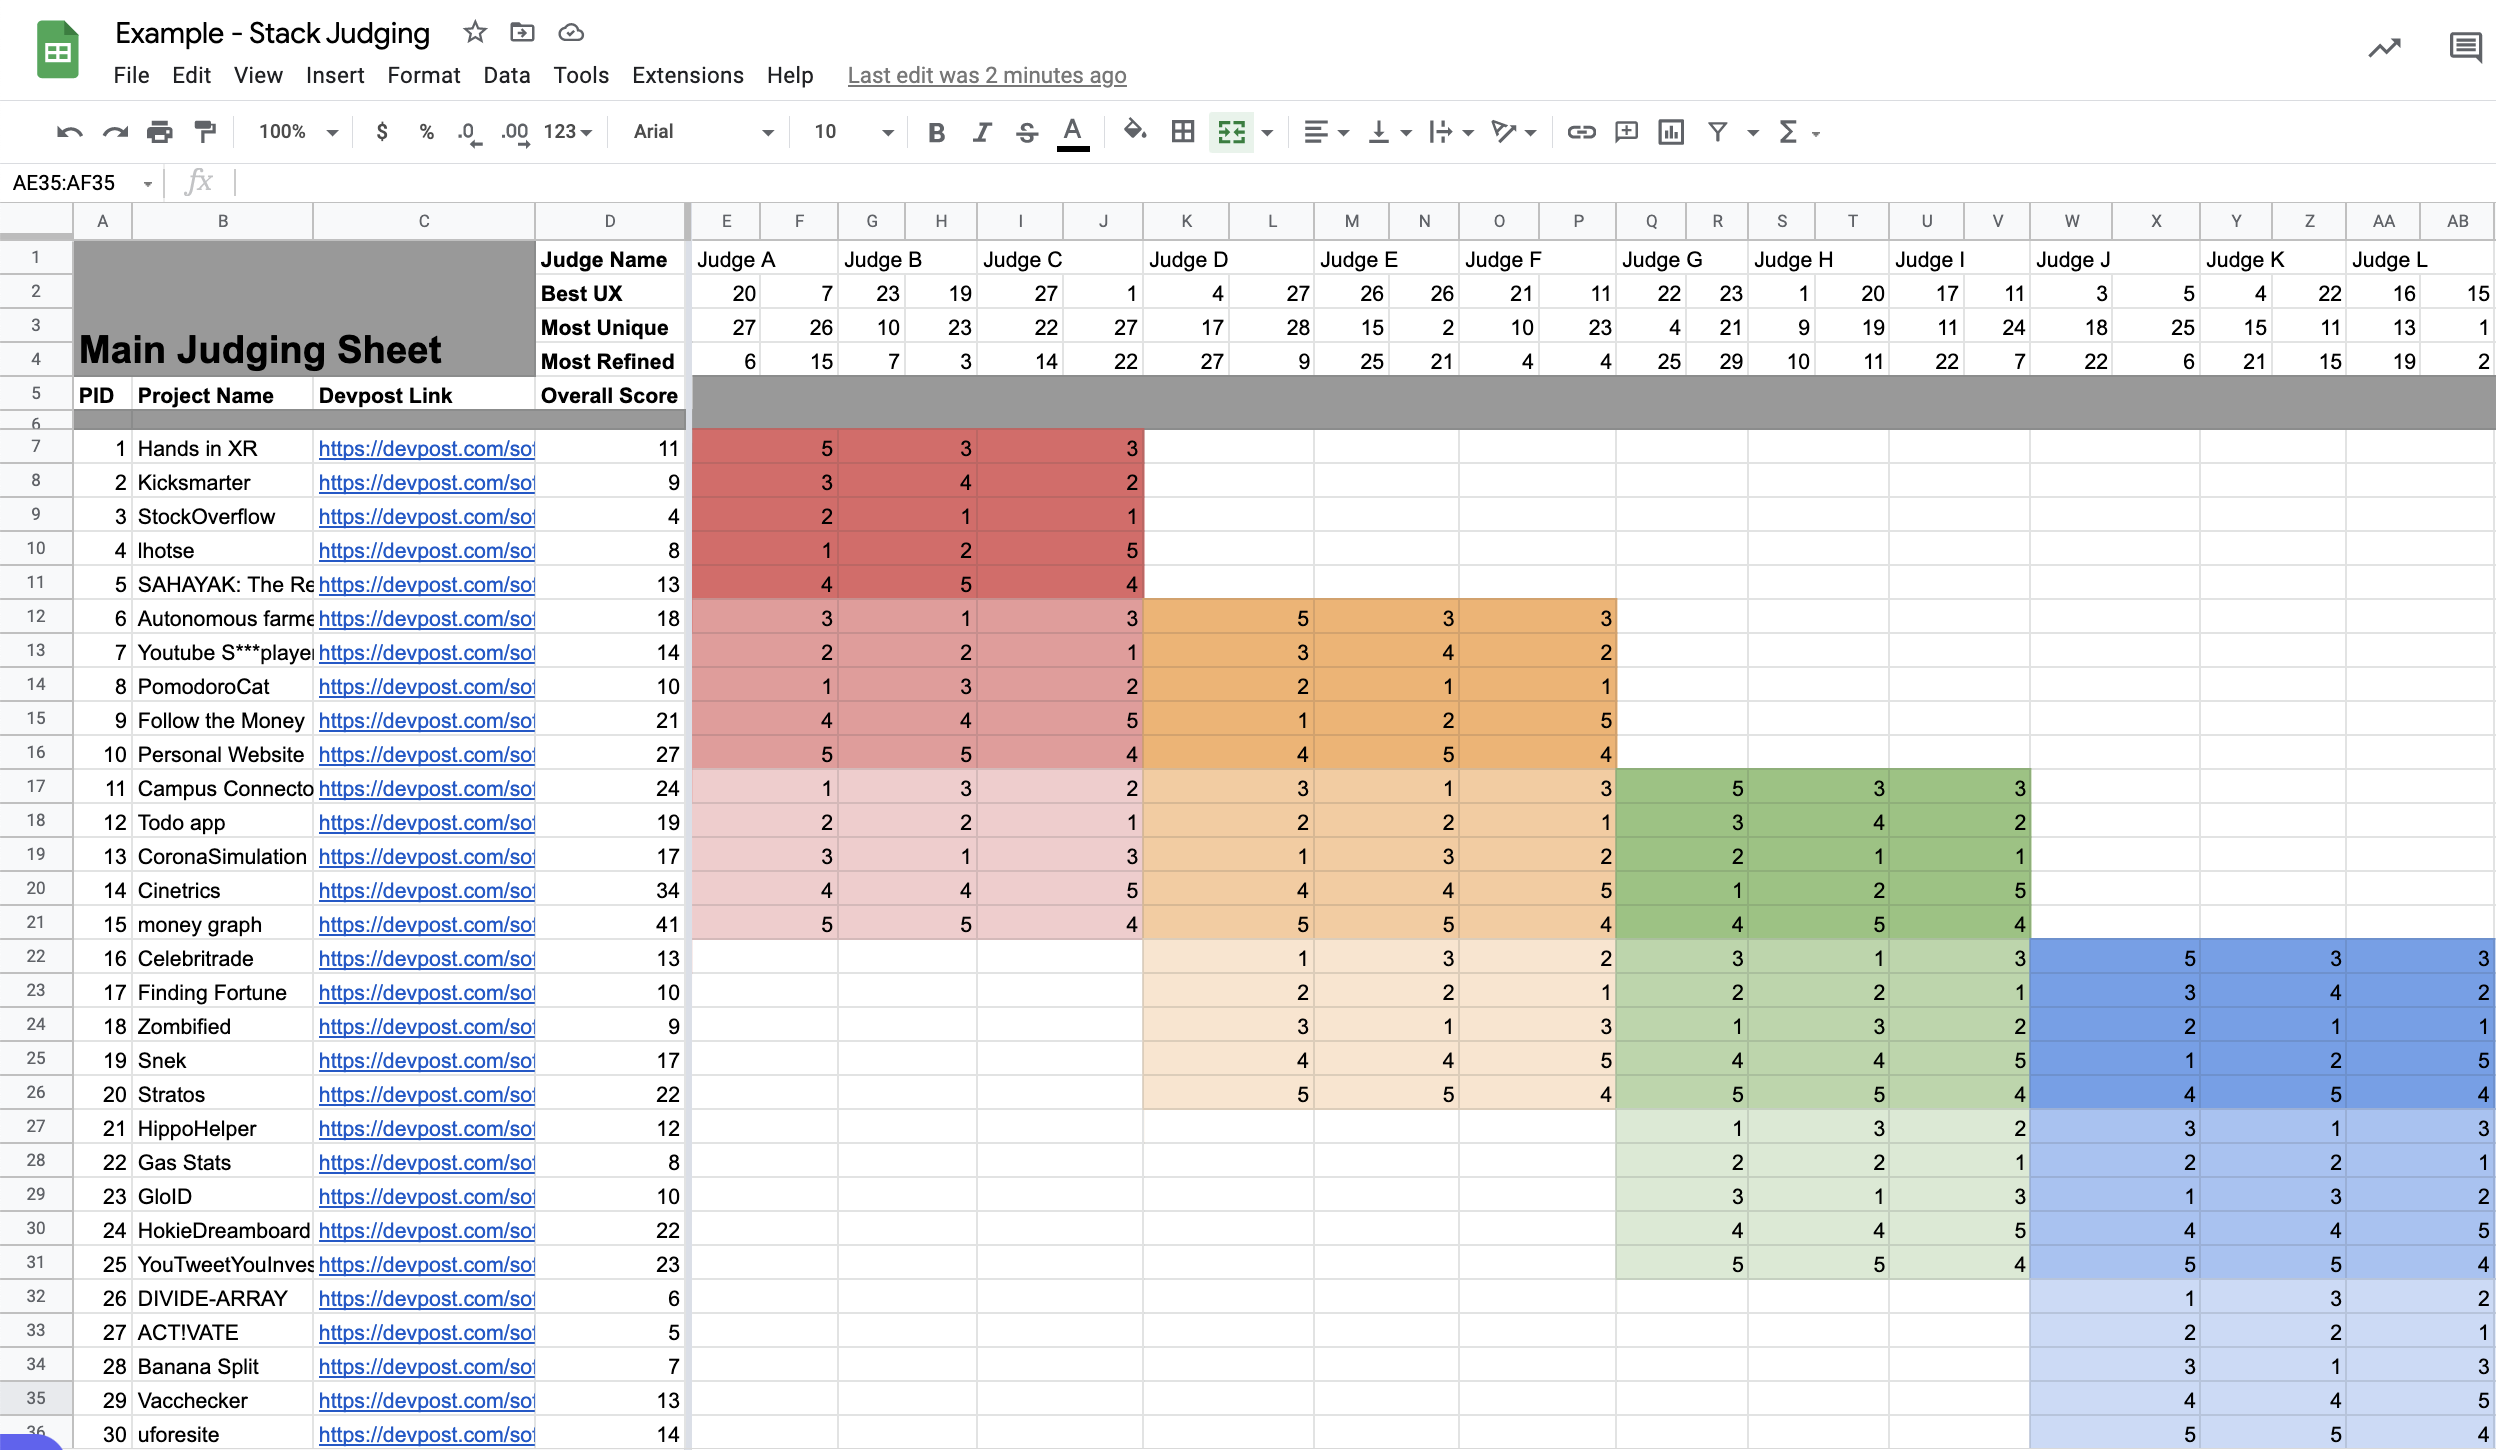 Example - Stack Judging
File Edit View Insert Format Data Tools Extensions Help Last edit was 2 minutes ago
100% $ % .0 .00 123 Arial 10 B I S A
AE35:AF35 fx
A B C D E F G H I J K L M N O P Q R S T U V W X Y Z AA AB
1 Judge Name Judge A Judge B Judge C Judge D Judge E Judge F Judge G Judge H Judge I Judge J Judge K Judge L
2 Best UX 20 7 23 19 27 1 4 27 26 26 21 11 22 23 1 20 17 11 3 5 4 22 16 15
3 Main Judging Sheet Most Unique 27 26 10 23 22 27 17 28 15 2 10 23 4 21 9 19 11 24 18 25 15 11 13 1
4 Most Refined 6 15 7 3 14 22 27 9 25 21 4 4 25 29 10 11 22 7 22 6 21 15 19 2
5 PID Project Name Devpost Link Overall Score
6
7 1 Hands in XR https://devpost.com/so 11 5 3 3
8 2 Kicksmarter https://devpost.com/so 9 3 4 2
9 3 StockOverflow https://devpost.com/so 4 2 1 1
10 4 lhotse https://devpost.com/so 8 1 2 5
11 5 SAHAYAK: The Re https://devpost.com/so 13 4 5 4
12 6 Autonomous farme https://devpost.com/so 18 3 1 3 5 3 3
13 7 Youtube S***player https://devpost.com/so 14 2 2 1 3 4 2
14 8 PomodoroCat https://devpost.com/so 10 1 3 2 2 1 1
15 9 Follow the Money https://devpost.com/so 21 4 4 5 1 2 5
16 10 Personal Website https://devpost.com/so 27 5 5 4 4 5 4
17 11 Campus Connecto https://devpost.com/so 24 1 3 2 3 1 3 5 3 3
18 12 Todo app https://devpost.com/so 19 2 2 1 2 2 1 3 4 2
19 13 CoronaSimulation https://devpost.com/so 17 3 1 3 1 3 2 2 1 1
20 14 Cinetrics https://devpost.com/so 34 4 4 5 4 4 5 1 2 5
21 15 money graph https://devpost.com/so 41 5 5 4 5 5 4 4 5 4
22 16 Celebritrade https://devpost.com/so 13 1 3 2 3 1 3 5 3 3
23 17 Finding Fortune https://devpost.com/so 10 2 2 1 2 2 1 3 4 2
24 18 Zombified https://devpost.com/so 9 3 1 3 1 3 2 2 1 1
25 19 Snek https://devpost.com/so 17 4 4 5 4 4 5 1 2 5
26 20 Stratos https://devpost.com/so 22 5 5 4 5 5 4 4 5 4
27 21 HippoHelper https://devpost.com/so 12 1 3 2 3 1 3
28 22 Gas Stats https://devpost.com/so 8 2 2 1 2 2 1
29 23 GloID https://devpost.com/so 10 3 1 3 1 3 2
30 24 HokieDreamboard https://devpost.com/so 22 4 4 5 4 4 5
31 25 YouTweetYouInves https://devpost.com/so 23 5 5 4 5 5 4
32 26 DIVIDE-ARRAY https://devpost.com/so 6 1 3 2
33 27 ACT!VATE https://devpost.com/so 5 2 2 1
34 28 Banana Split https://devpost.com/so 7 3 1 3
35 29 Vacchecker https://devpost.com/so 13 4 4 5
36 30 uforesite https://devpost.com/so 14 5 5 4